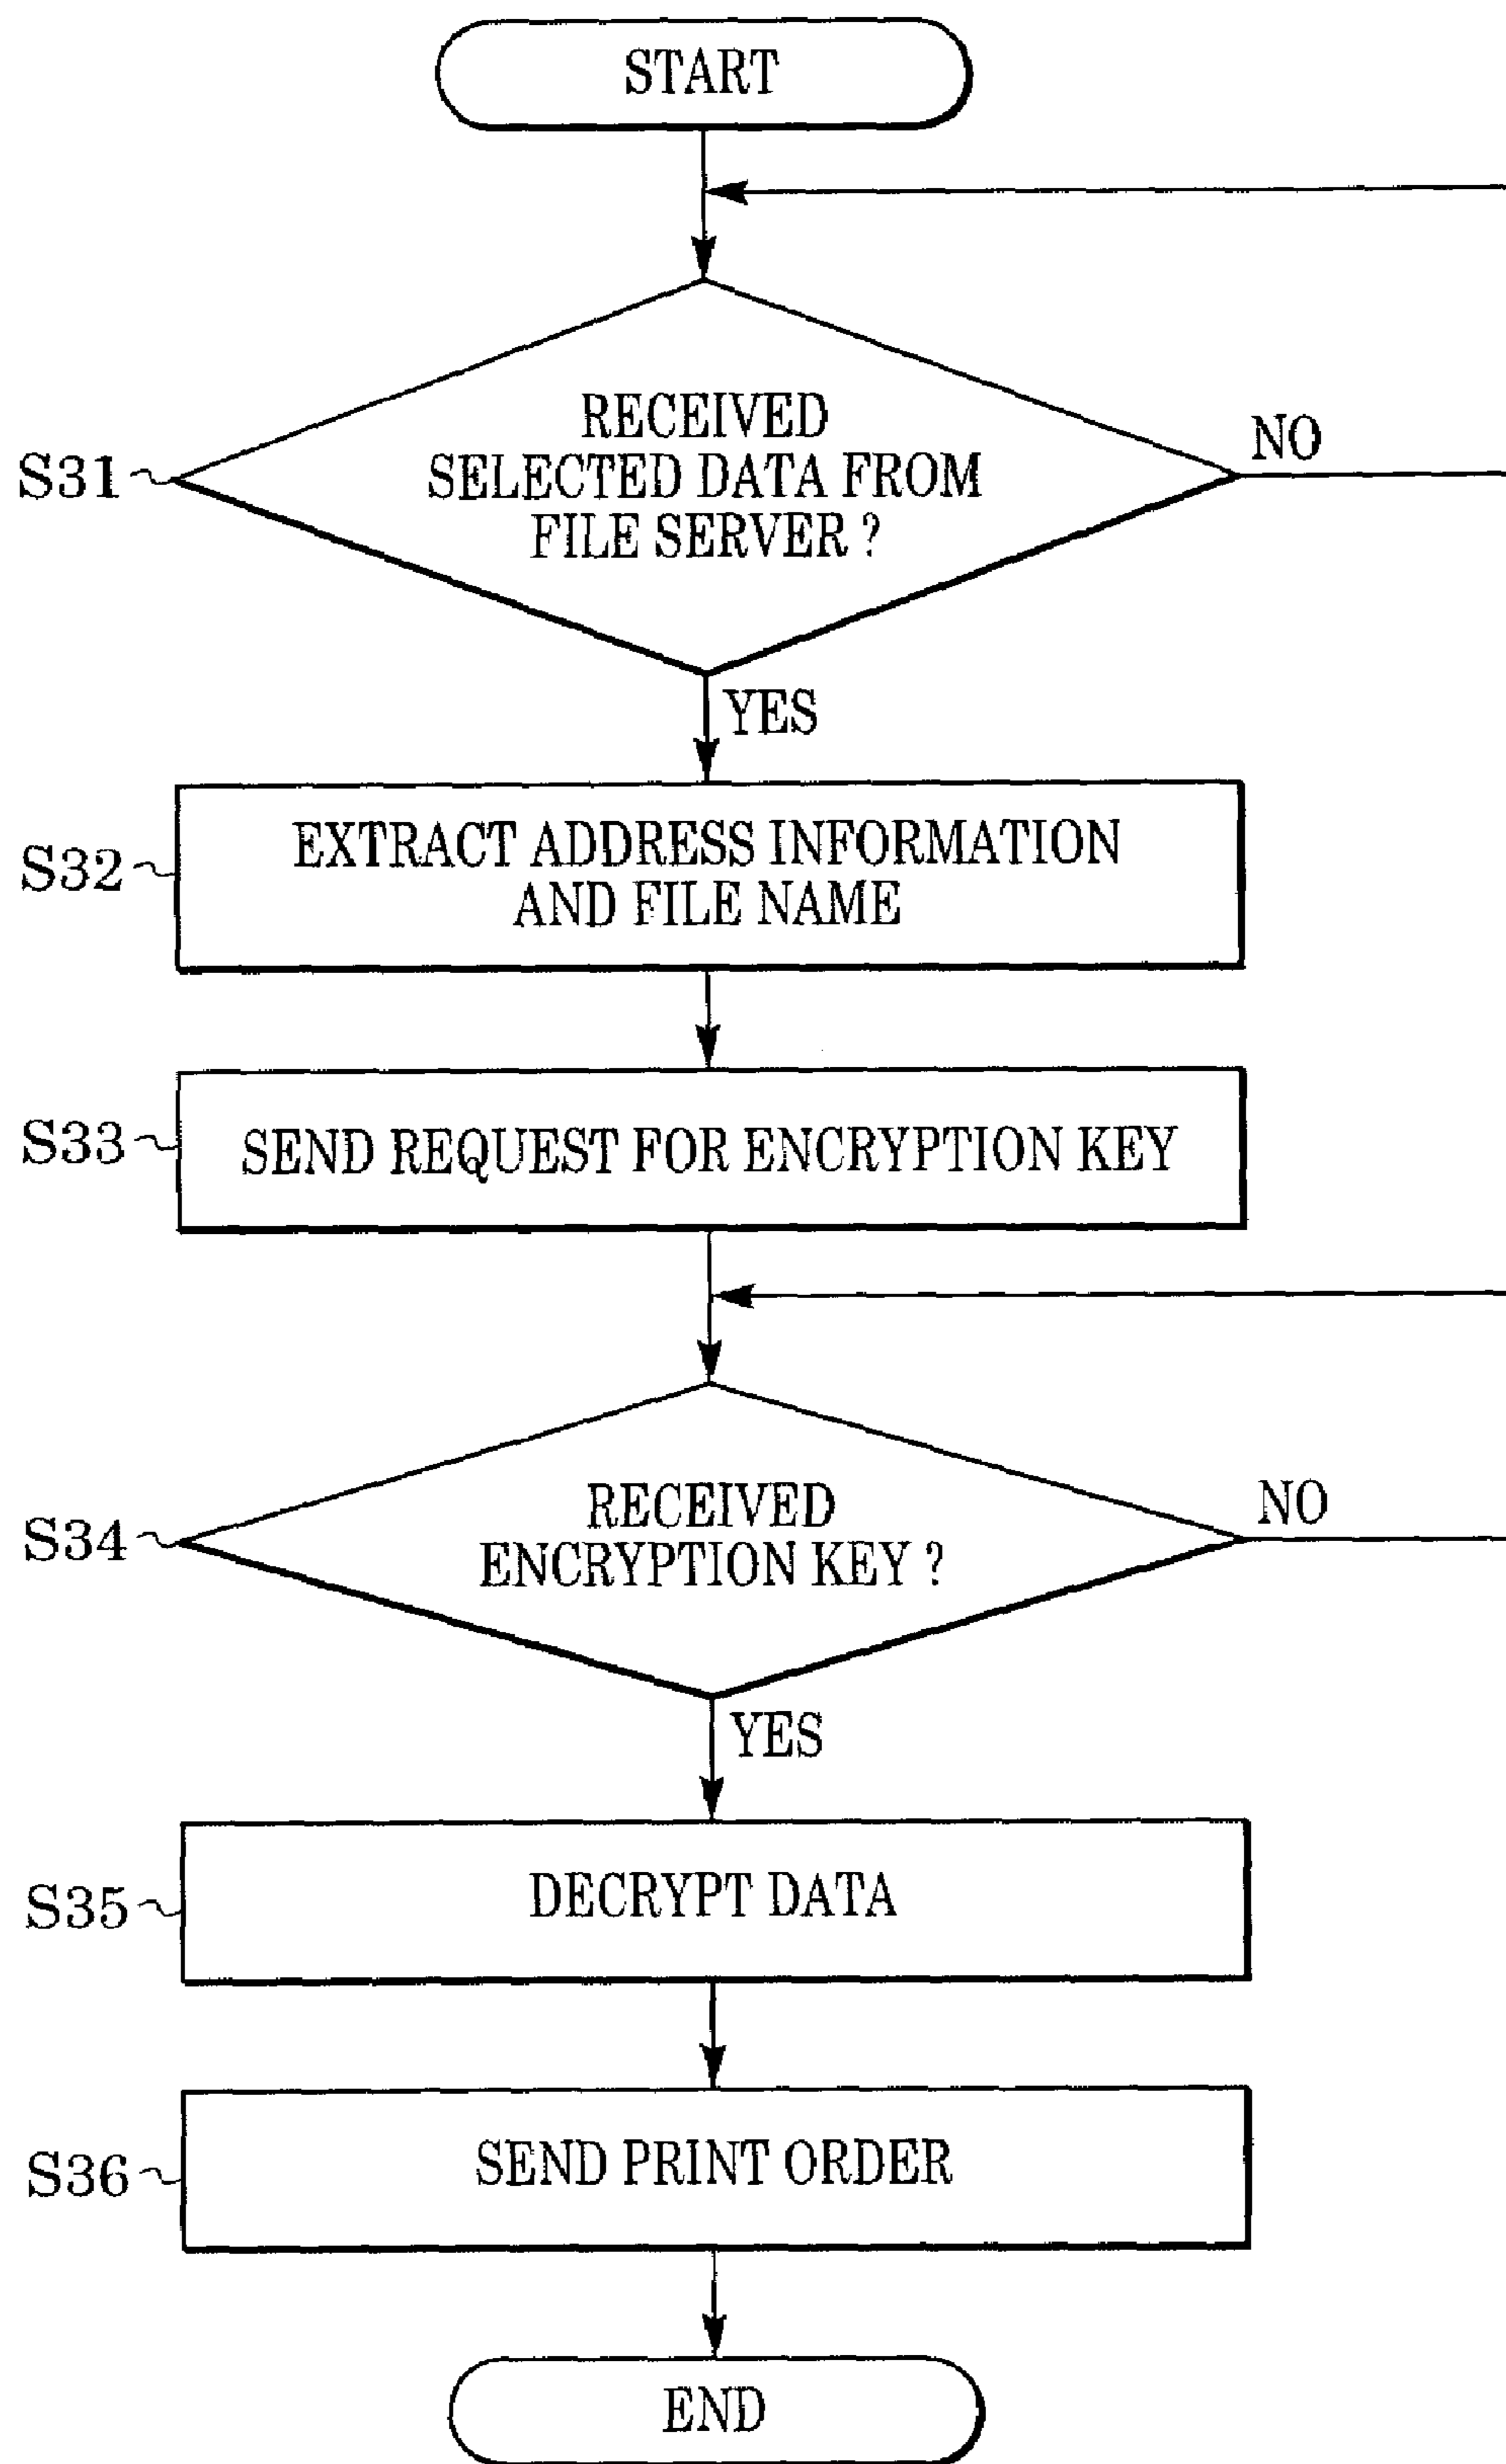 START
RECEIVED
SELECTED DATA FROM
FILE SERVER ?
S31
NO
YES
EXTRACT ADDRESS INFORMATION
AND FILE NAME
S32
S33
SEND REQUEST FOR ENCRYPTION KEY
RECEIVED
ENCRYPTION KEY ?
S34
NO
YES
S35
DECRYPT DATA
S36
SEND PRINT ORDER
END